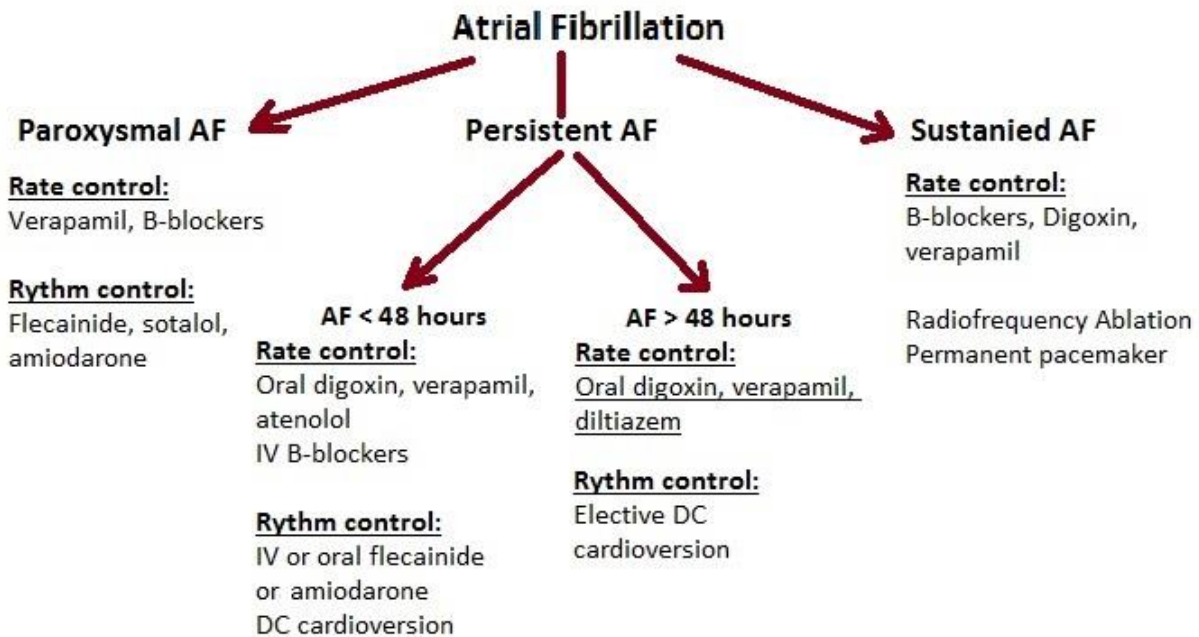 Atrial Fibrillation
Paroxysmal AF
Rate control:
Verapamil, B-blockers
Rythm control:
Flecainide, sotalol,
amiodarone
Persistent AF
AF < 48 hours
Rate control:
Oral digoxin, verapamil,
atenolol
IV B-blockers
Rythm control:
IV or oral flecainide
or amiodarone
DC cardioversion
AF > 48 hours
Rate control:
Oral digoxin, verapamil,
diltiazem
Rythm control:
Elective DC
cardioversion
Sustanied AF
Rate control:
B-blockers, Digoxin,
verapamil
Radiofrequency Ablation
Permanent pacemaker